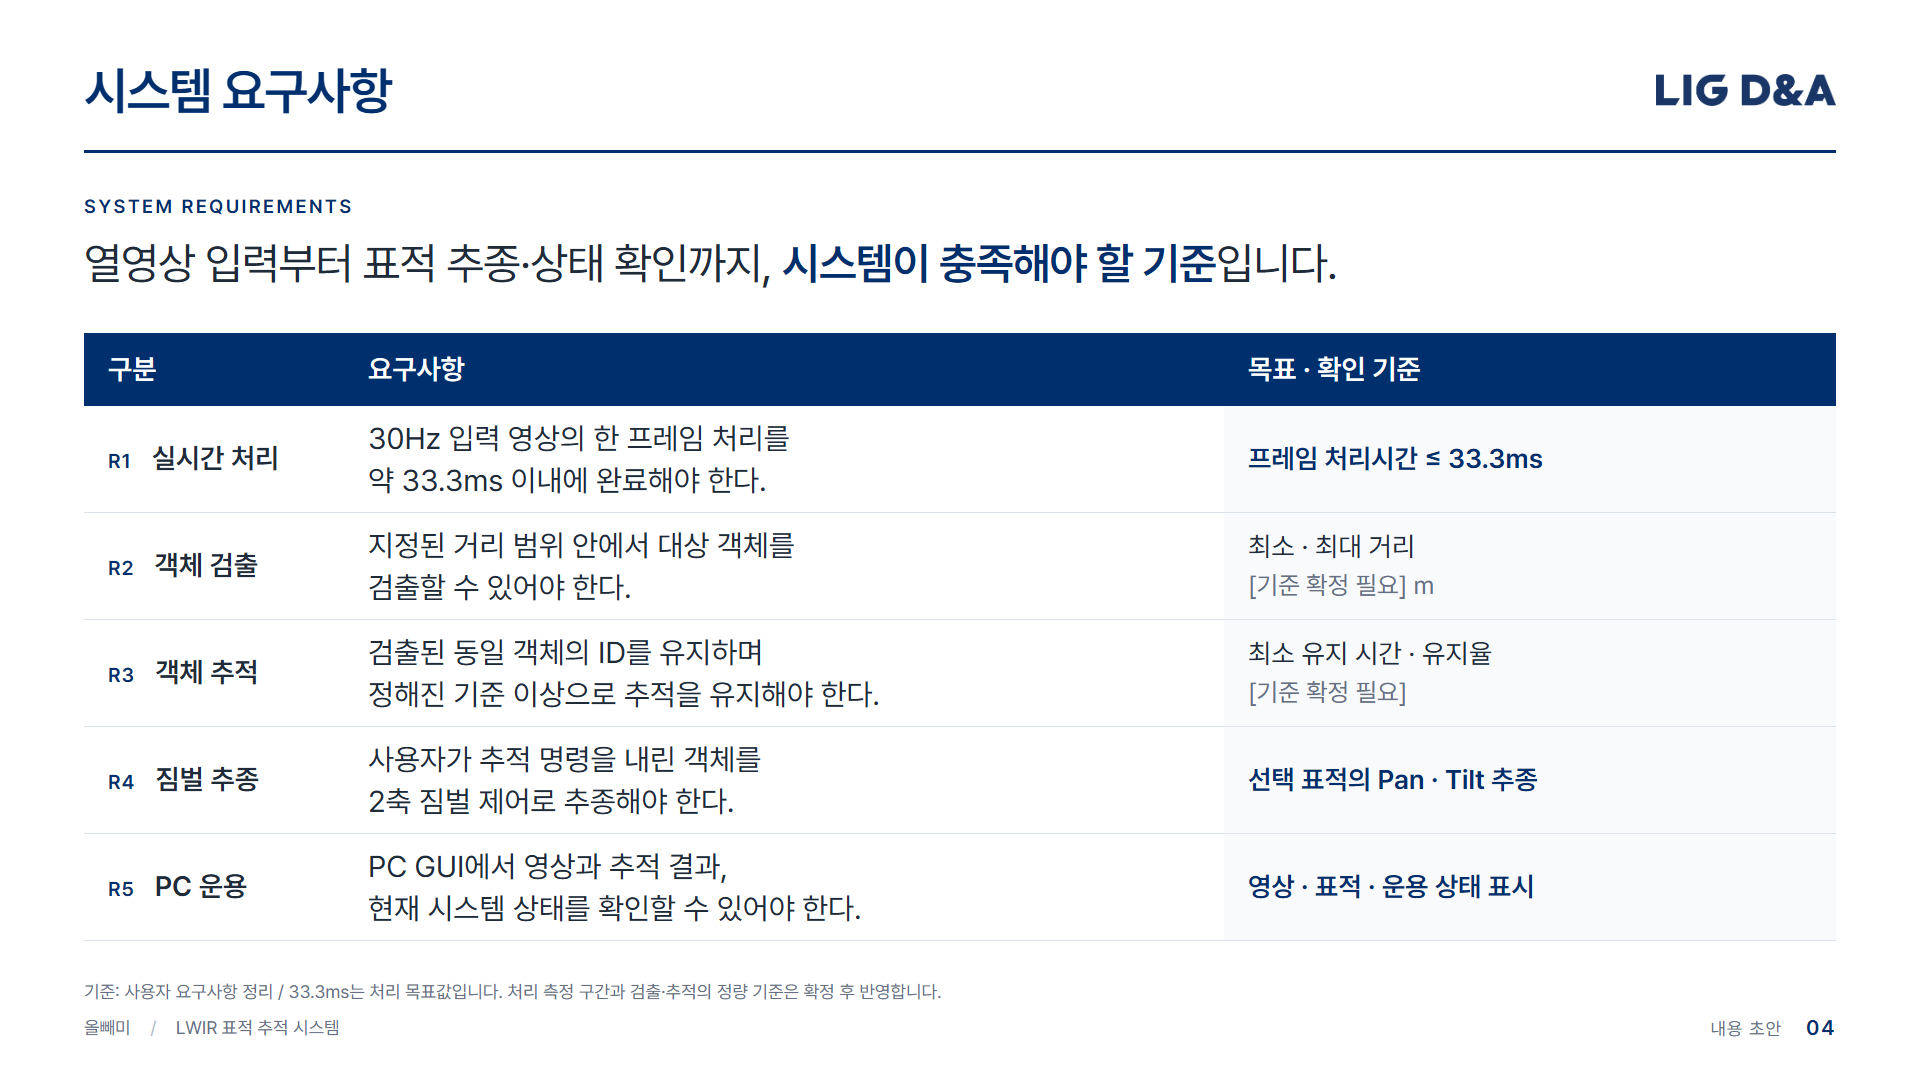 시스템 요구사항
LIG D&A
SYSTEM REQUIREMENTS
열영상 입력부터 표적 추종·상태 확인까지, 시스템이 충족해야 할 기준입니다.
구분 요구사항 목표 · 확인 기준
R1 실시간 처리
30Hz 입력 영상의 한 프레임 처리를
약 33.3ms 이내에 완료해야 한다.
프레임 처리시간 ≤ 33.3ms
R2 객체 검출
지정된 거리 범위 안에서 대상 객체를
검출할 수 있어야 한다.
최소 · 최대 거리
[기준 확정 필요] m
R3 객체 추적
검출된 동일 객체의 ID를 유지하며
정해진 기준 이상으로 추적을 유지해야 한다.
최소 유지 시간 · 유지율
[기준 확정 필요]
R4 짐벌 추종
사용자가 추적 명령을 내린 객체를
2축 짐벌 제어로 추종해야 한다.
선택 표적의 Pan · Tilt 추종
R5 PC 운용
PC GUI에서 영상과 추적 결과,
현재 시스템 상태를 확인할 수 있어야 한다.
영상 · 표적 · 운용 상태 표시
기준: 사용자 요구사항 정리 / 33.3ms는 처리 목표값입니다. 처리 측정 구간과 검출·추적의 정량 기준은 확정 후 반영합니다.
올빼미 / LWIR 표적 추적 시스템
내용 초안 04